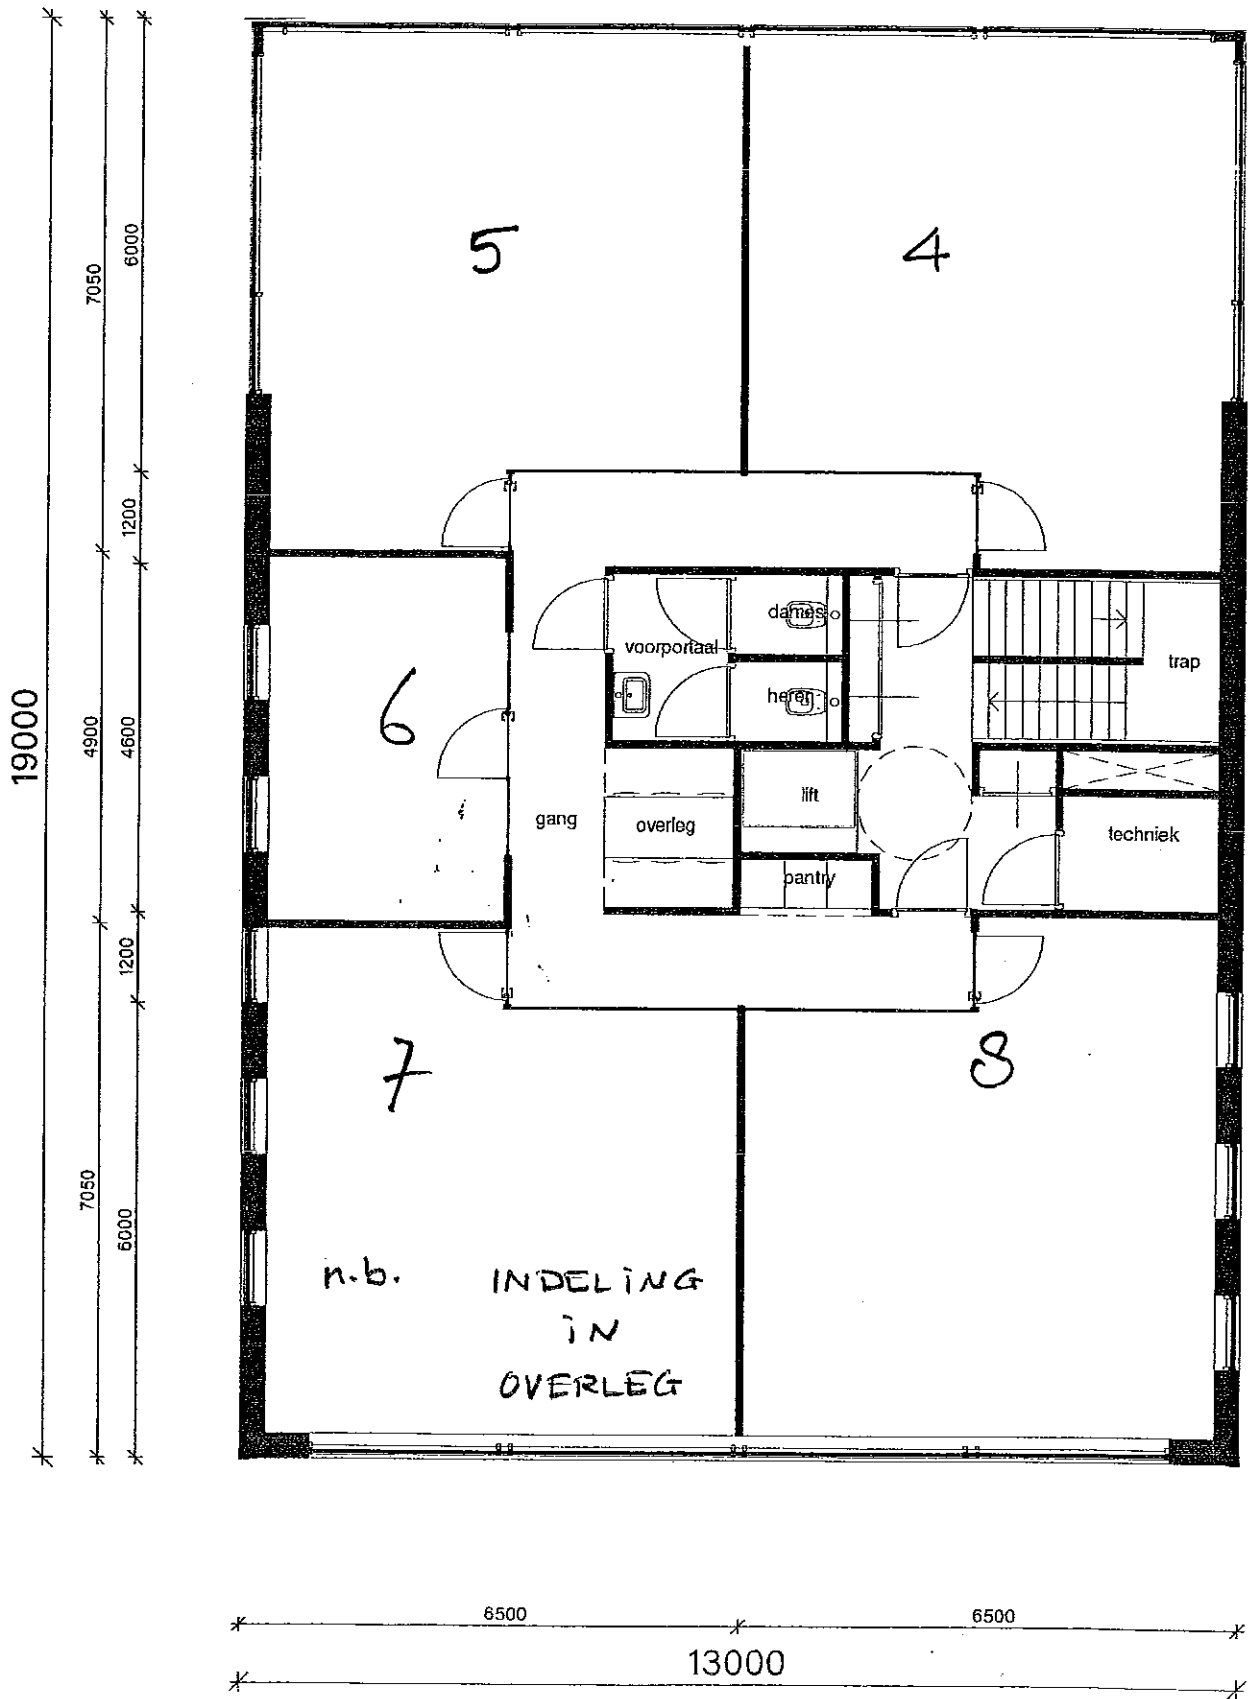 5
4
6000
7050
1200
dames
voorportaal
trap
heren
6
19000
4900
4600
lift
gang
overleg
techniek
pantry
1200
7
8
7050
6000
n.b. INDELING
IN
OVERLEG
6500
6500
13000